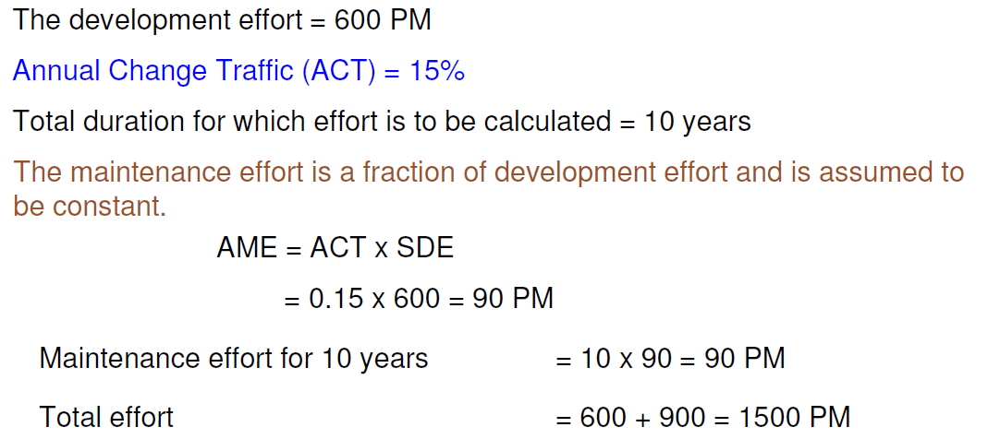 The development effort = 600 PM
Annual Change Traffic (ACT) = 15%
Total duration for which effort is to be calculated = 10 years
The maintenance effort is a fraction of development effort and is assumed to
be constant.
AME = ACT x SDE
= 0.15 x 600 = 90 PM
Maintenance effort for 10 years = 10 x 90 = 90 PM
Total effort = 600 + 900 = 1500 PM